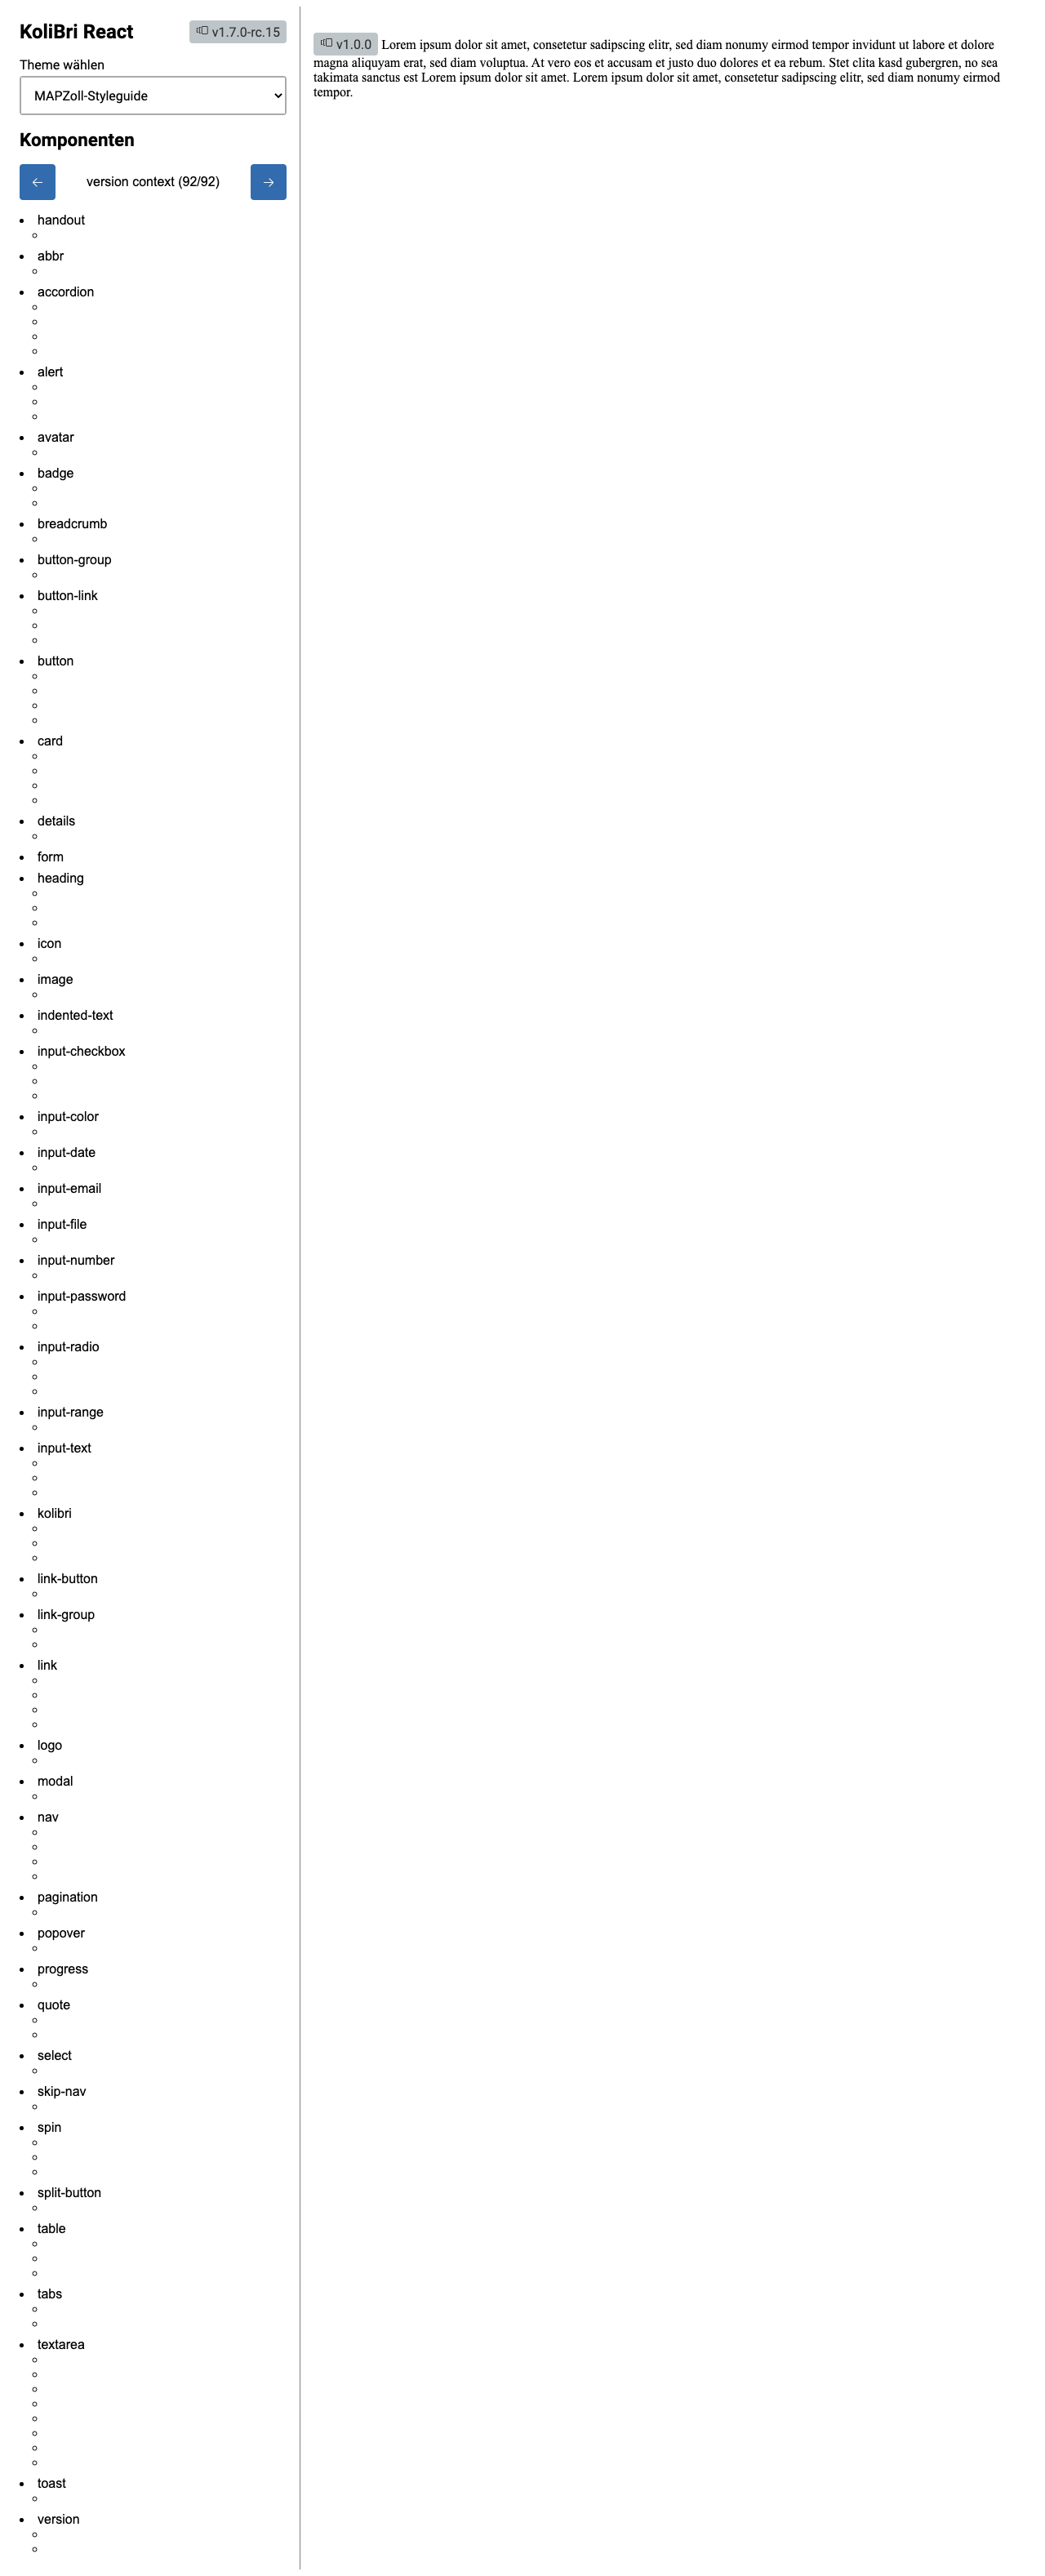 KoliBri React
v1.7.0-rc.15
Theme wählen
MAPZoll-Styleguide
Komponenten
version context (92/92)
handout
abbr
accordion
alert
avatar
badge
breadcrumb
button-group
button-link
button
card
details
form
heading
icon
image
indented-text
input-checkbox
input-color
input-date
input-email
input-file
input-number
input-password
input-radio
input-range
input-text
kolibri
link-button
link-group
link
logo
modal
nav
pagination
popover
progress
quote
select
skip-nav
spin
split-button
table
tabs
textarea
toast
version
v1.0.0 Lorem ipsum dolor sit amet, consetetur sadipscing elitr, sed diam nonumy eirmod tempor invidunt ut labore et dolore
magna aliquyam erat, sed diam voluptua. At vero eos et accusam et justo duo dolores et ea rebum. Stet clita kasd gubergren, no sea
takimata sanctus est Lorem ipsum dolor sit amet. Lorem ipsum dolor sit amet, consetetur sadipscing elitr, sed diam nonumy eirmod
tempor.